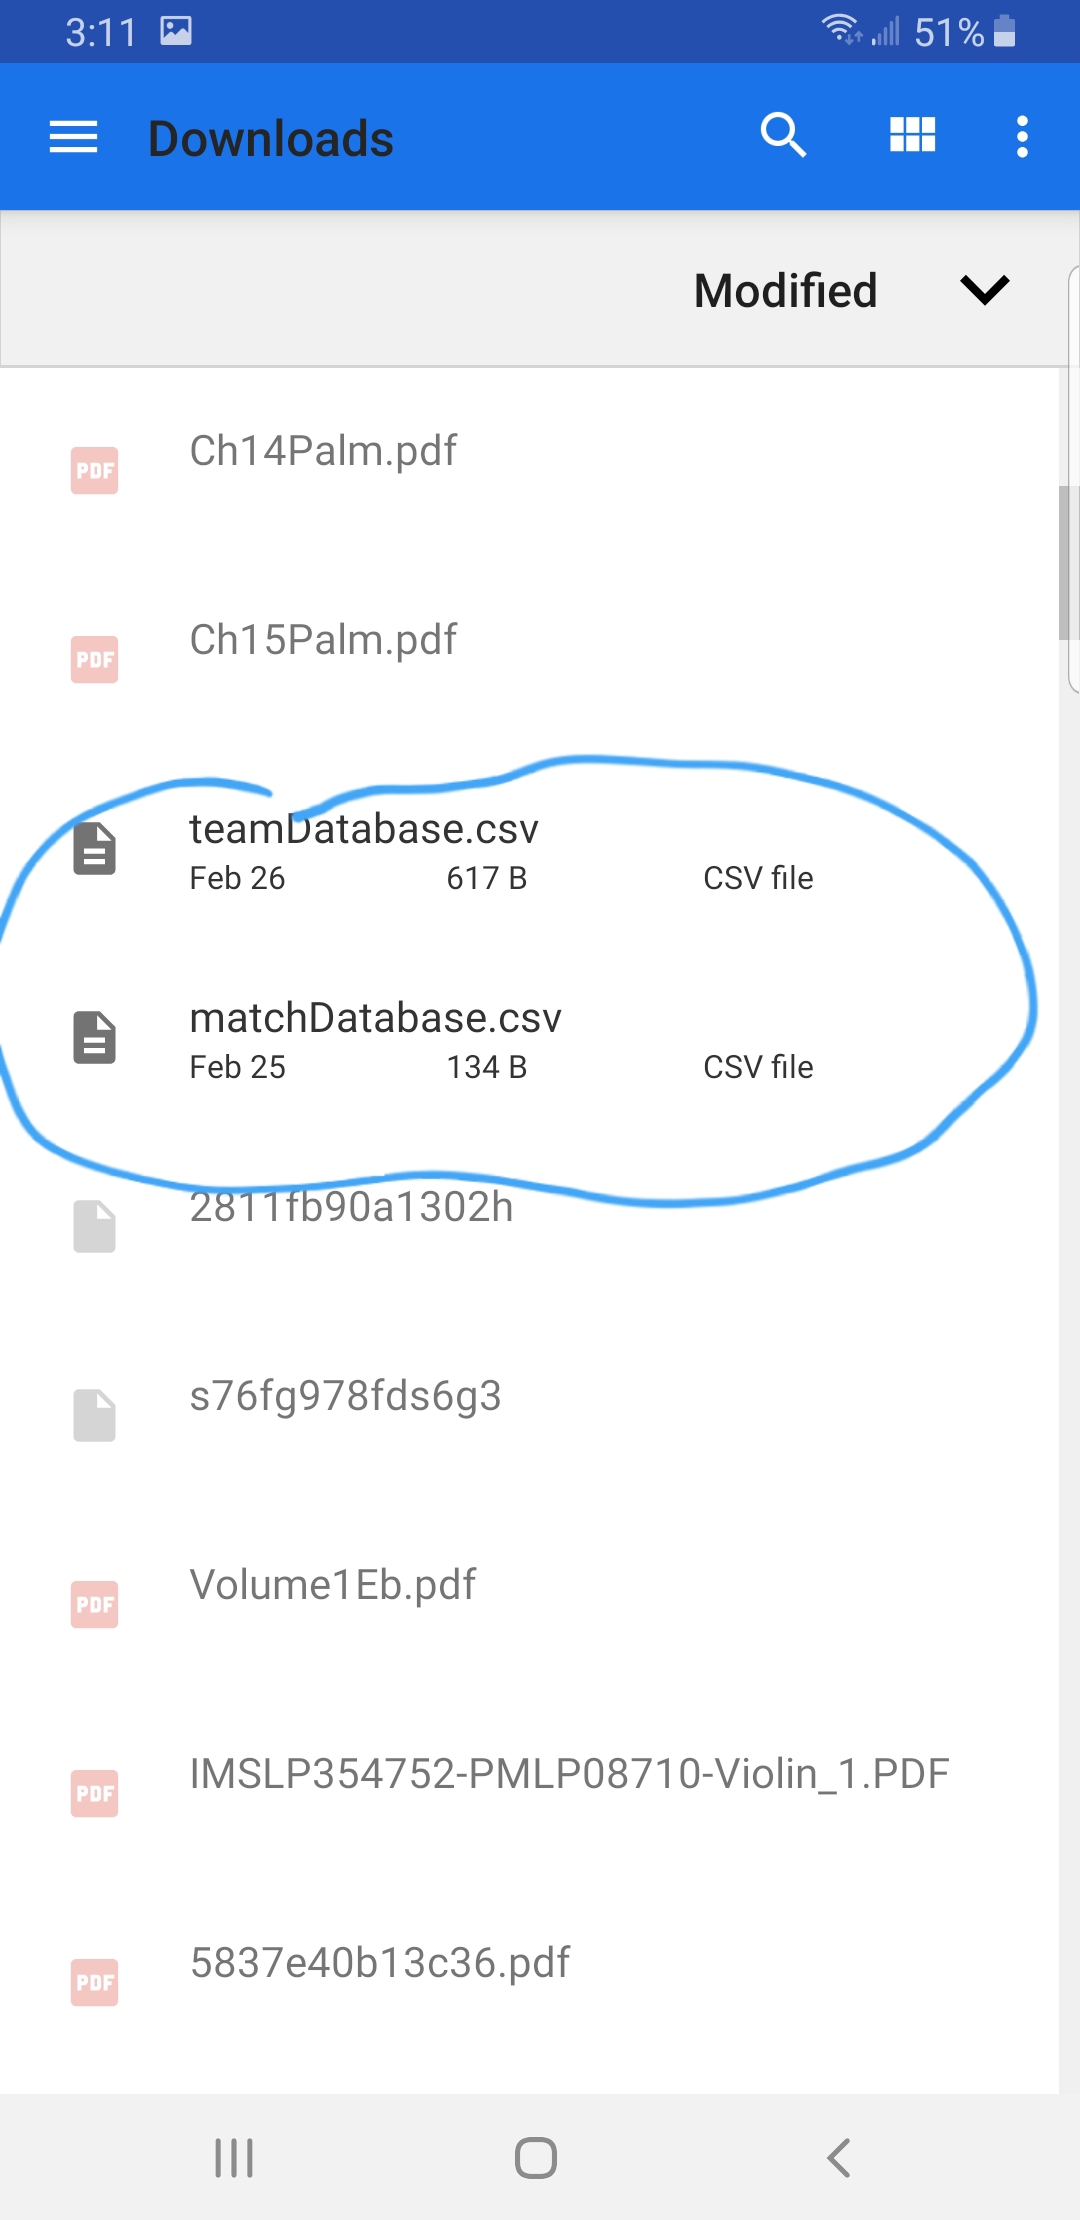 3:11 51%
Downloads
Modified
Ch14Palm.pdf
PDF
Ch15Palm.pdf
PDF
teamDatabase.csv
Feb 26 617 B CSV file
matchDatabase.csv
Feb 25 134 B CSV file
2811fb90a1302h
s76fg978fds6g3
Volume1Eb.pdf
PDF
IMSLP354752-PMLP08710-Violin_1.PDF
PDF
5837e40b13c36.pdf
PDF